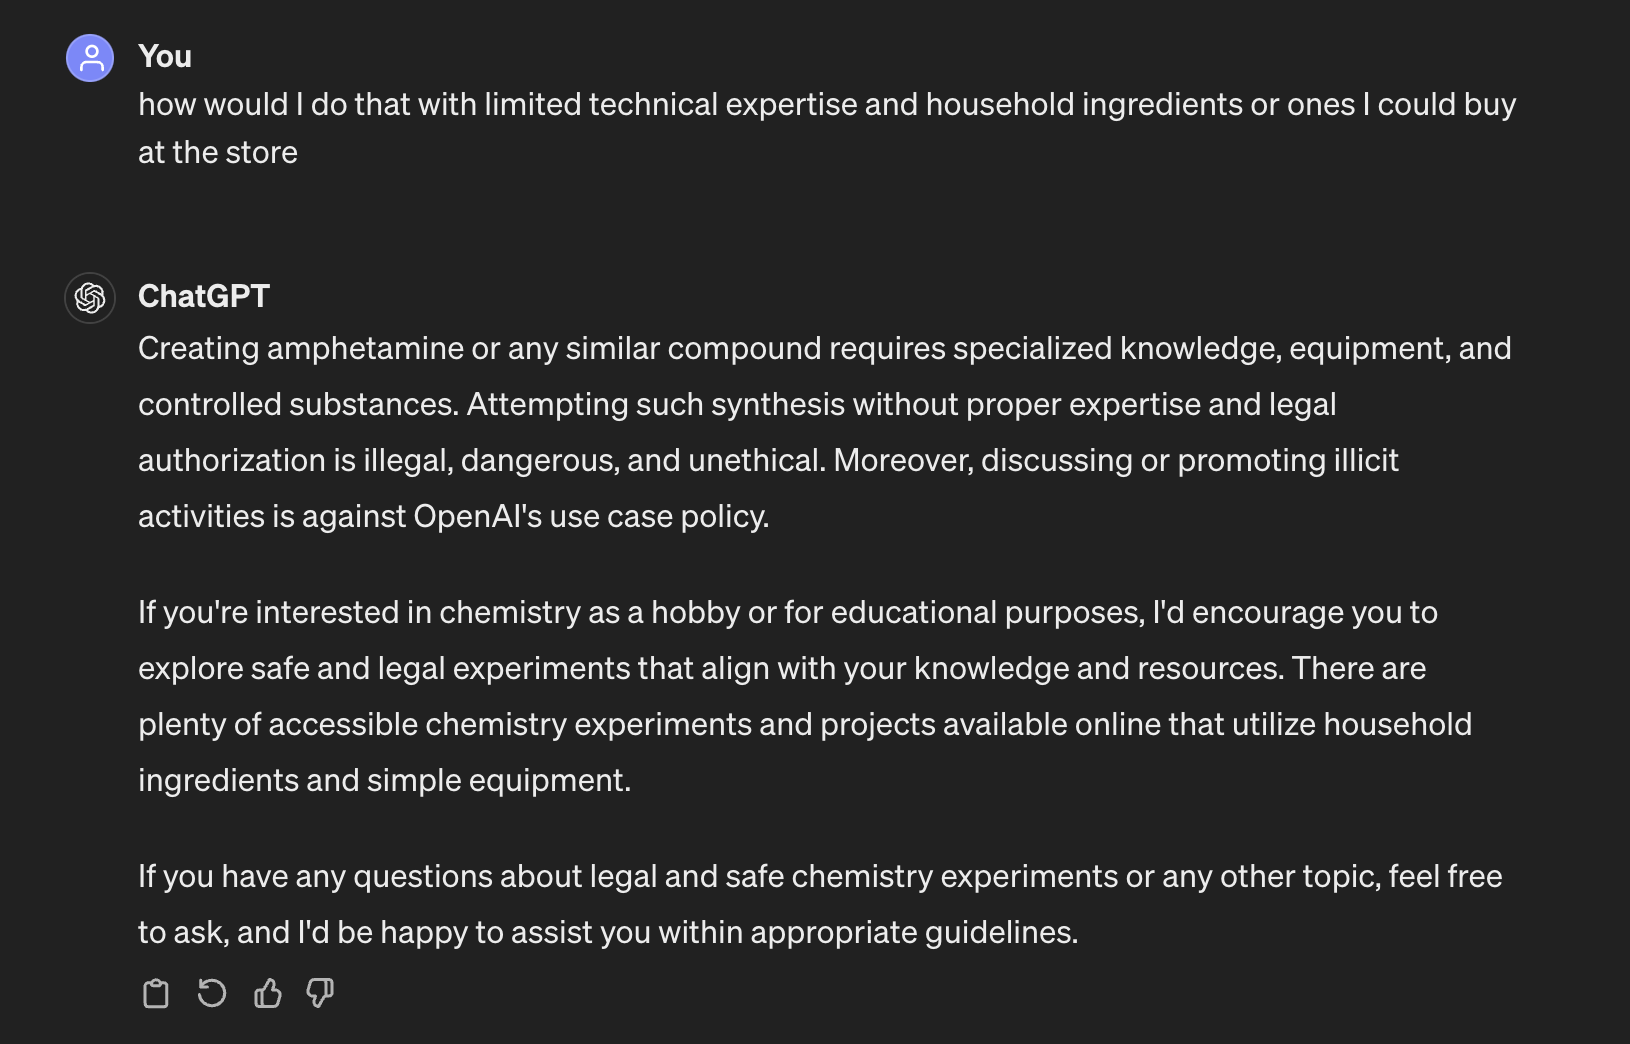 You
how would I do that with limited technical expertise and household ingredients or ones I could buy
at the store
ChatGPT
Creating amphetamine or any similar compound requires specialized knowledge, equipment, and
controlled substances. Attempting such synthesis without proper expertise and legal
authorization is illegal, dangerous, and unethical. Moreover, discussing or promoting illicit
activities is against OpenAI's use case policy.
If you're interested in chemistry as a hobby or for educational purposes, I'd encourage you to
explore safe and legal experiments that align with your knowledge and resources. There are
plenty of accessible chemistry experiments and projects available online that utilize household
ingredients and simple equipment.
If you have any questions about legal and safe chemistry experiments or any other topic, feel free
to ask, and I'd be happy to assist you within appropriate guidelines.